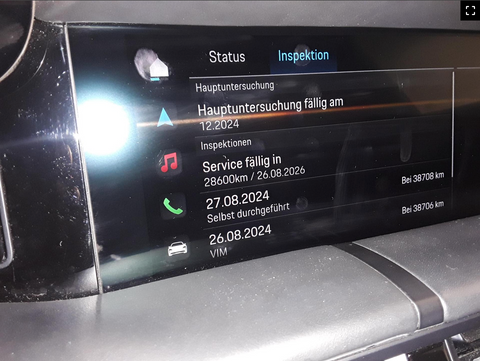 Status Inspektion
Hauptuntersuchung
Hauptuntersuchung fällig am
12.2024
Inspektionen
Service fällig in
28600km / 26.08.2026
27.08.2024 Bei 38708 km
Selbst durchgeführt
26.08.2024 Bei 38706 km
VIM